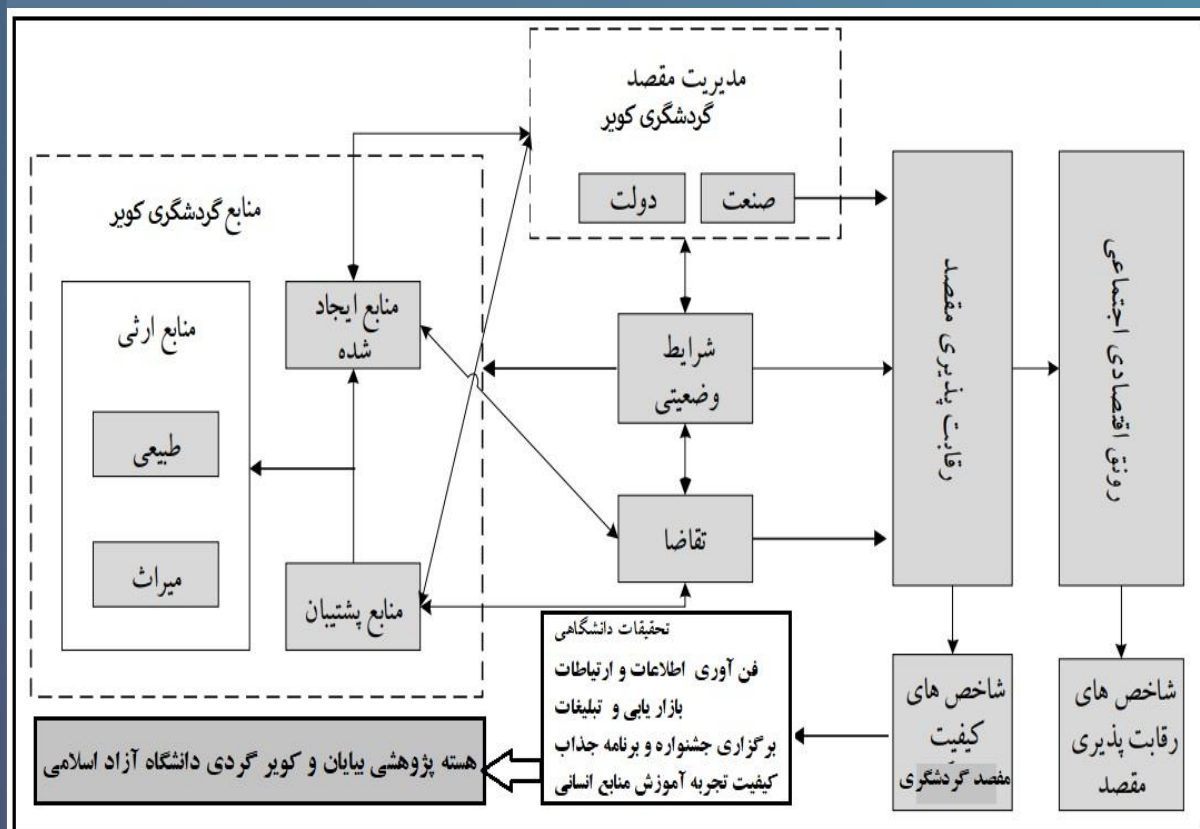 مدیریت مقصد
گردشگری کویر
دولت
صنعت
منابع گردشگری کویر
منابع ارثی
طبیعی
میراث
منابع ایجاد
شده
منابع پشتیبان
شرایط
وضعیتی
تقاضا
رقابت پذیری مقصد
رونق اقتصادی اجتماعی
شاخص های
کیفیت
مفصد گردشگری
شاخص های
رقابت پذیری
مقصد
تحقیقات دانشگاهی
فن آوری اطلاعات و ارتباطات
بازار یابی و تبلیغات
برگزاری جشنواره و برنامه جذاب
کیفیت تجربه آموزش منابع انسانی
هسته پژوهشی بیابان و کویر گردی دانشگاه آزاد اسلامی